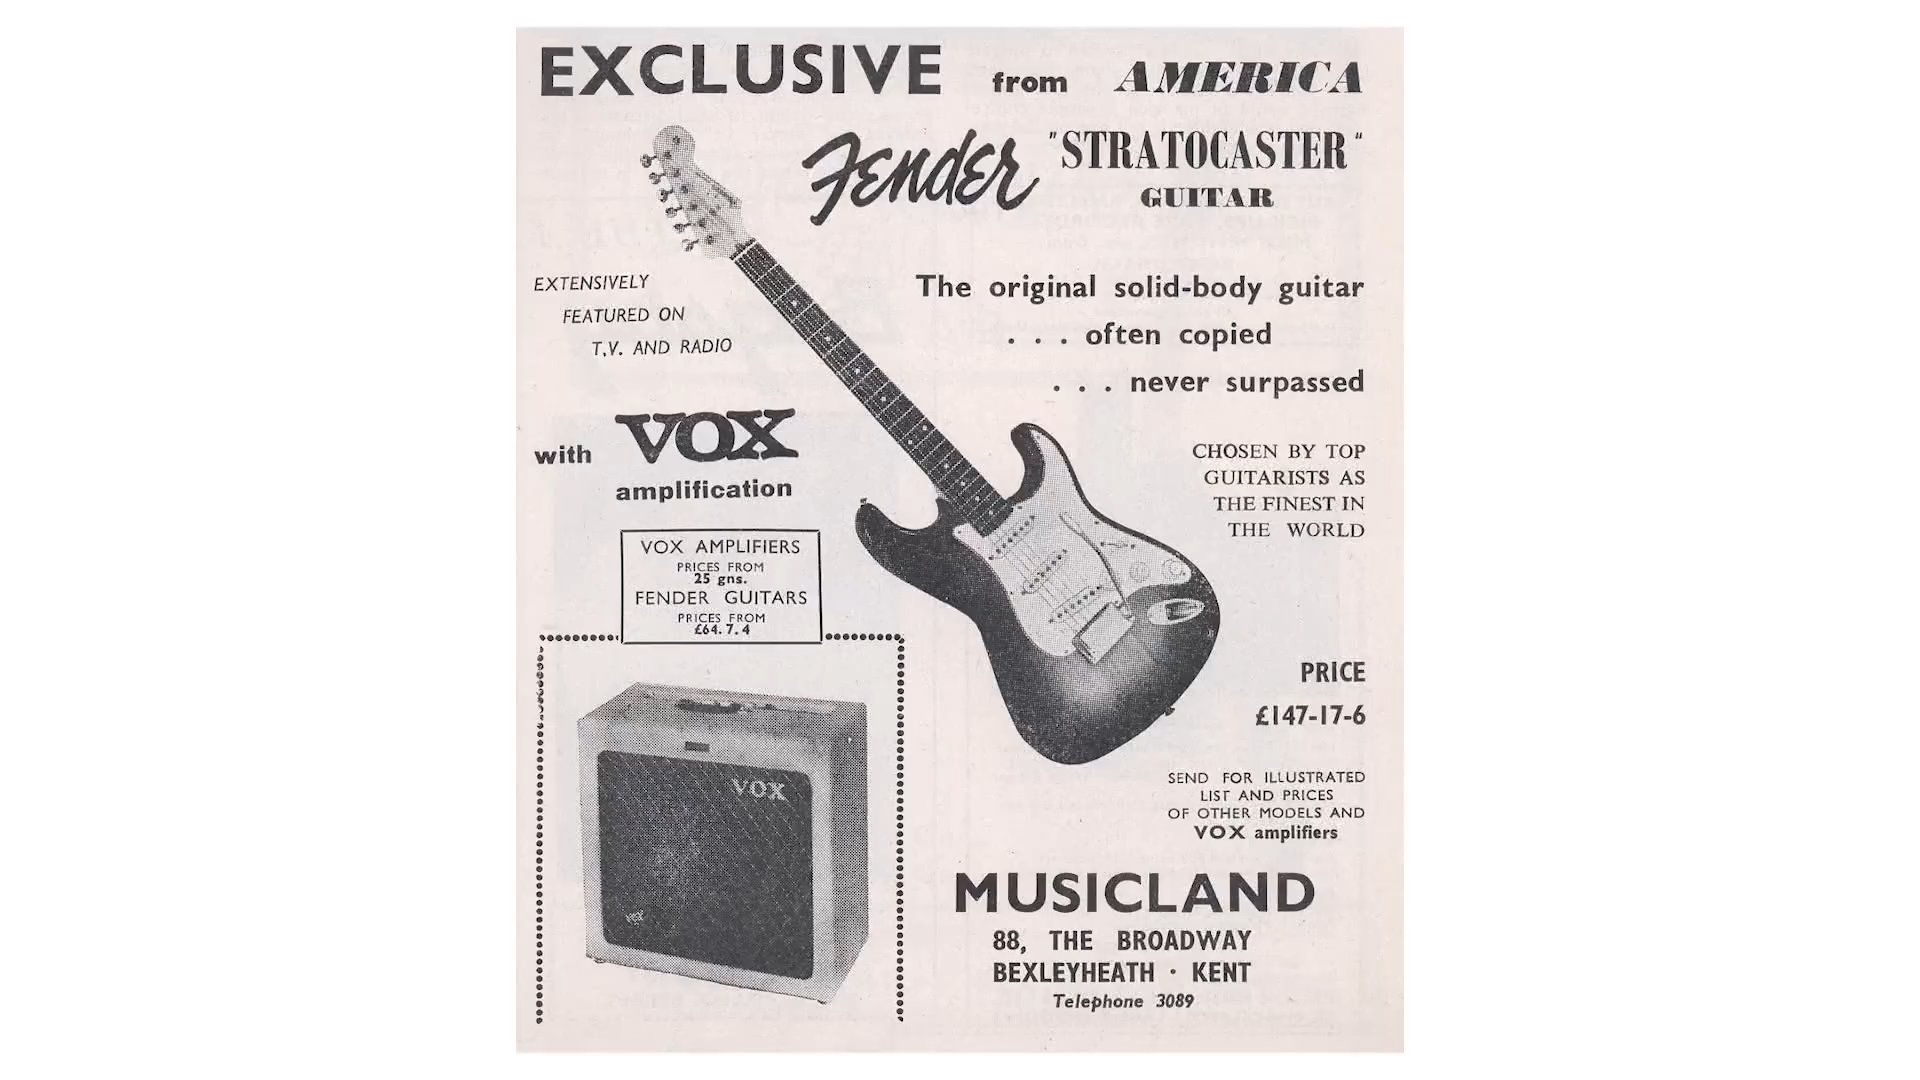 EXCLUSIVE from AMERICA
Fender "STRATOCASTER"
GUITAR
EXTENSIVELY
FEATURED ON
T.V. AND RADIO
The original solid-body guitar
. . . often copied
. . . never surpassed
with VOX
amplification
CHOSEN BY TOP
GUITARISTS AS
THE FINEST IN
THE WORLD
VOX AMPLIFIERS
PRICES FROM
25 gns.
FENDER GUITARS
PRICES FROM
£64.7.4
PRICE
£147-17-6
VOX
VOX
SEND FOR ILLUSTRATED
LIST AND PRICES
OF OTHER MODELS AND
VOX amplifiers
MUSICLAND
88, THE BROADWAY
BEXLEYHEATH · KENT
Telephone 3089